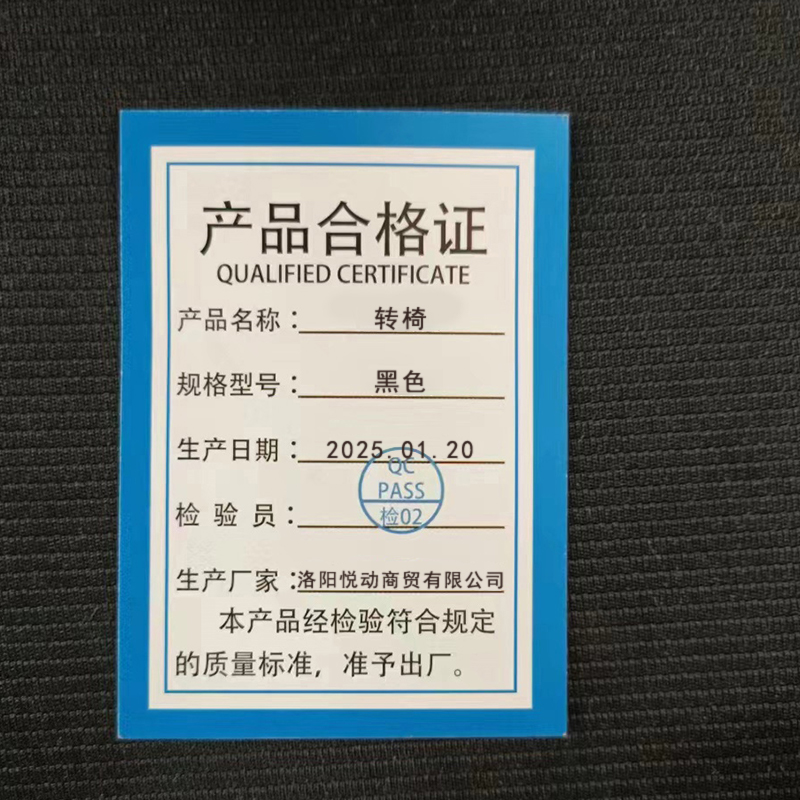 产品合格证
QUALIFIED CERTIFICATE
产品名称：转椅
规格型号：黑色
生产日期：2025.01.20
QC
PASS
检验员：检02
生产厂家：洛阳悦动商贸有限公司
本产品经检验符合规定
的质量标准，准予出厂。